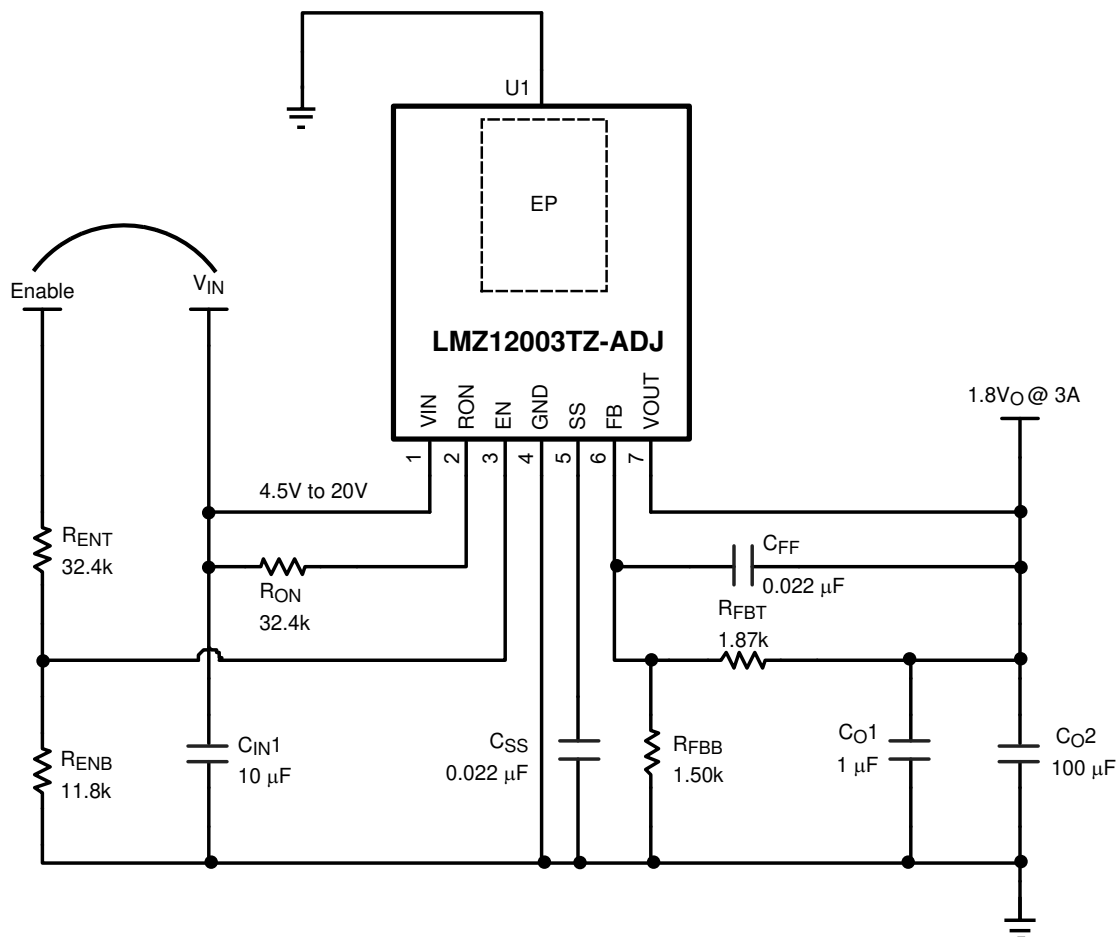 U1
EP
Enable
VIN
LMZ12003TZ-ADJ
VIN
RON
EN
GND
SS
FB
VOUT
1
2
3
4
5
6
7
1.8VO @ 3A
4.5V to 20V
RENT
32.4k
RON
32.4k
CFF
0.022 μF
RFBT
1.87k
RENB
11.8k
CIN1
10 μF
CSS
0.022 μF
RFBB
1.50k
CO1
1 μF
CO2
100 μF